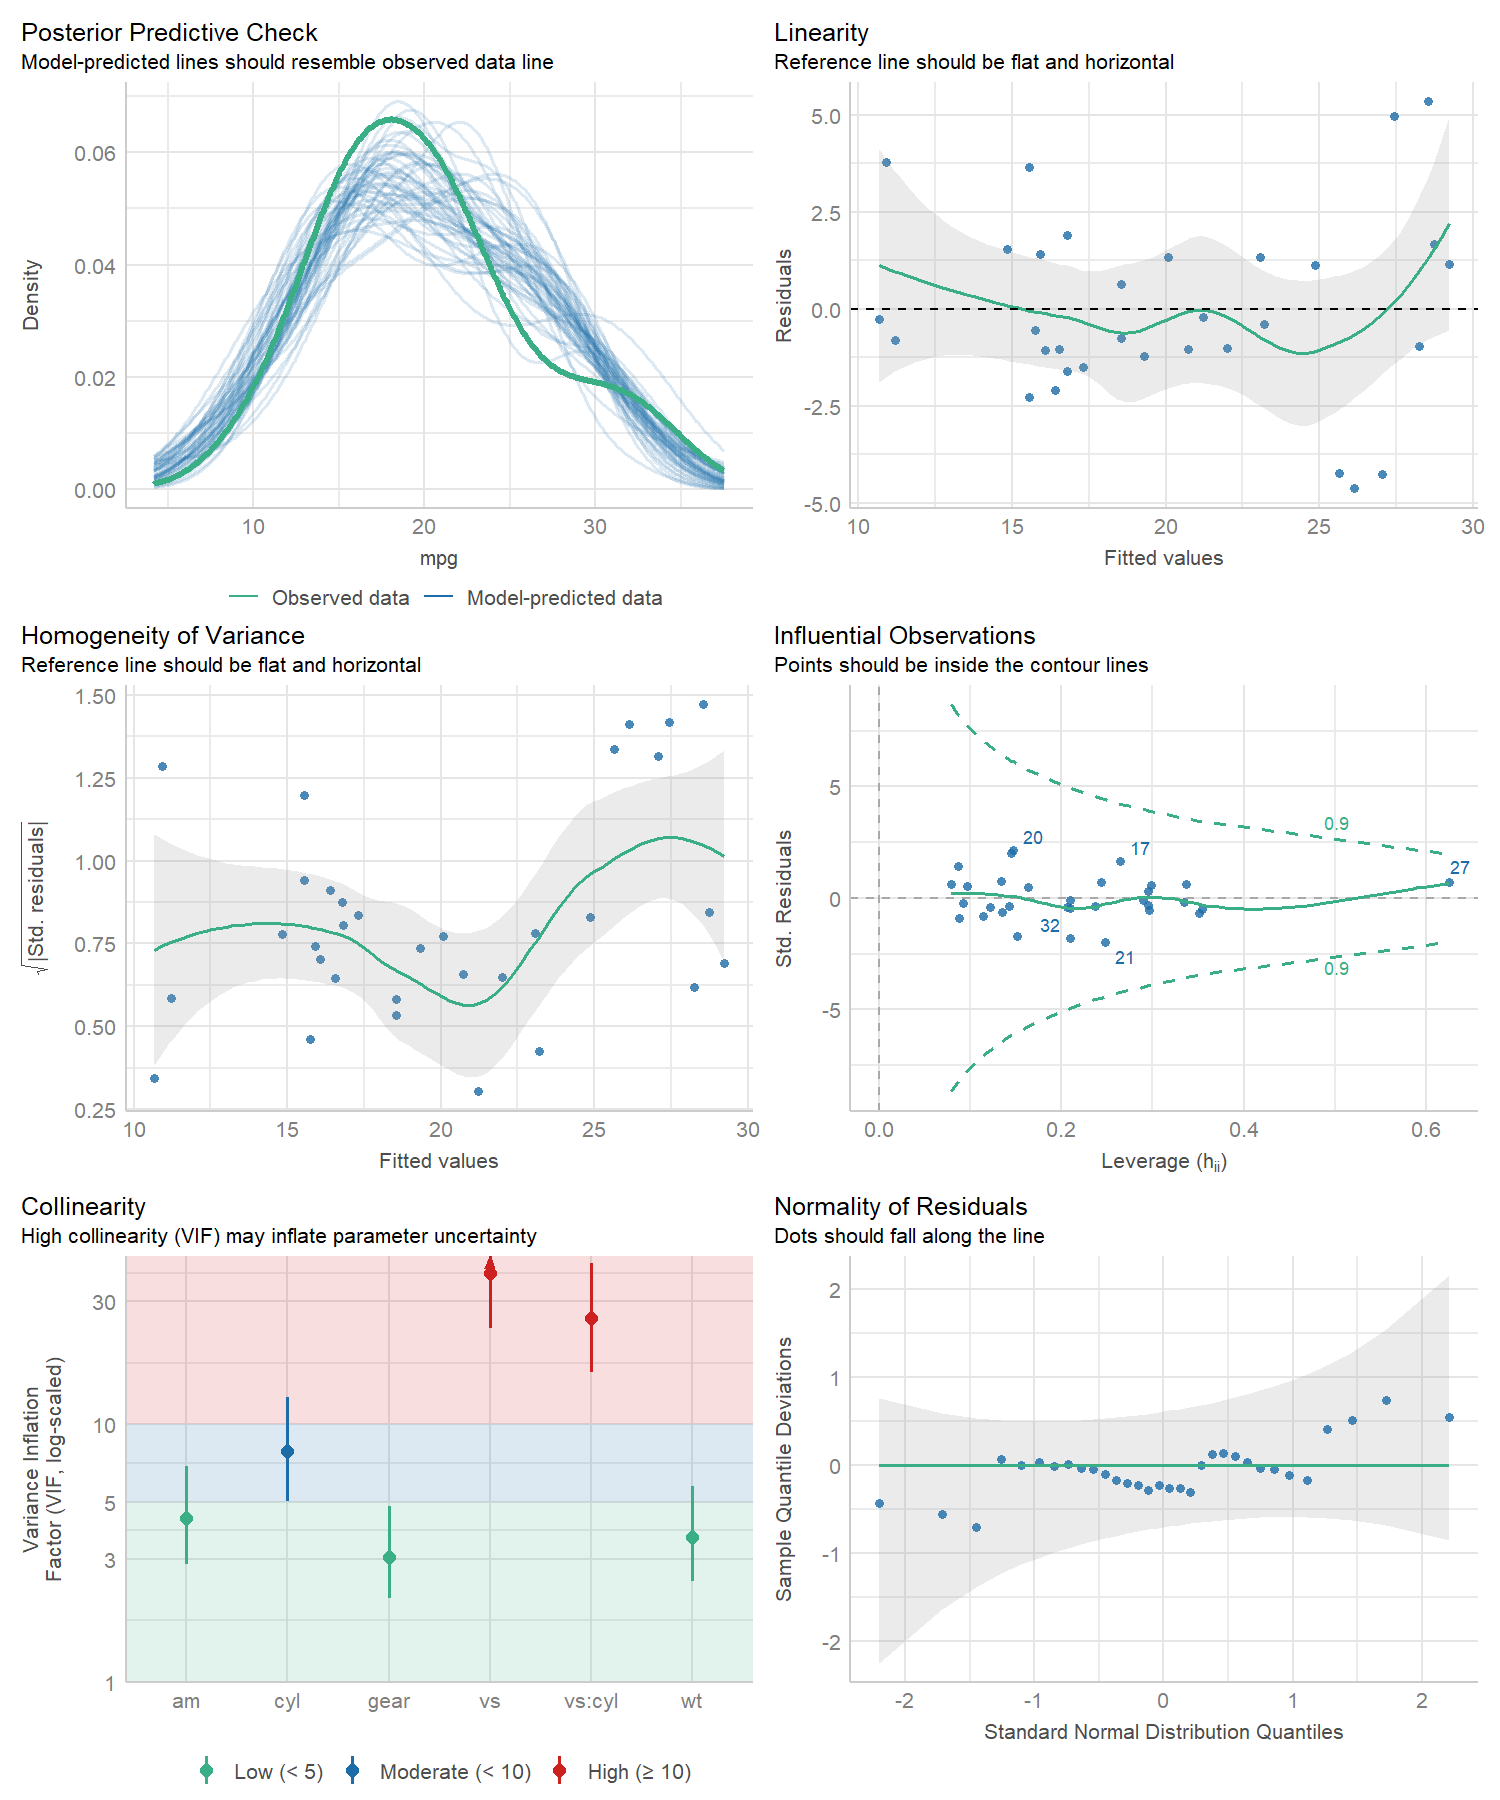 Posterior Predictive Check
Model-predicted lines should resemble observed data line
Density
0.06
0.04
0.02
0.00
10
20
30
mpg
Observed data
Model-predicted data
Linearity
Reference line should be flat and horizontal
Residuals
5.0
2.5
0.0
-2.5
-5.0
10
15
20
25
30
Fitted values
Homogeneity of Variance
Reference line should be flat and horizontal
√|Std. residuals|
1.50
1.25
1.00
0.75
0.50
0.25
10
15
20
25
30
Fitted values
Influential Observations
Points should be inside the contour lines
Std. Residuals
5
0
-5
0.9
20
17
27
32
21
0.9
0.0
0.2
0.4
0.6
Leverage (hii)
Collinearity
High collinearity (VIF) may inflate parameter uncertainty
Variance Inflation
Factor (VIF, log-scaled)
30
10
5
3
1
am
cyl
gear
vs
vs:cyl
wt
Low (< 5)
Moderate (< 10)
High (≥ 10)
Normality of Residuals
Dots should fall along the line
Sample Quantile Deviations
2
1
0
-1
-2
-2
-1
0
1
2
Standard Normal Distribution Quantiles